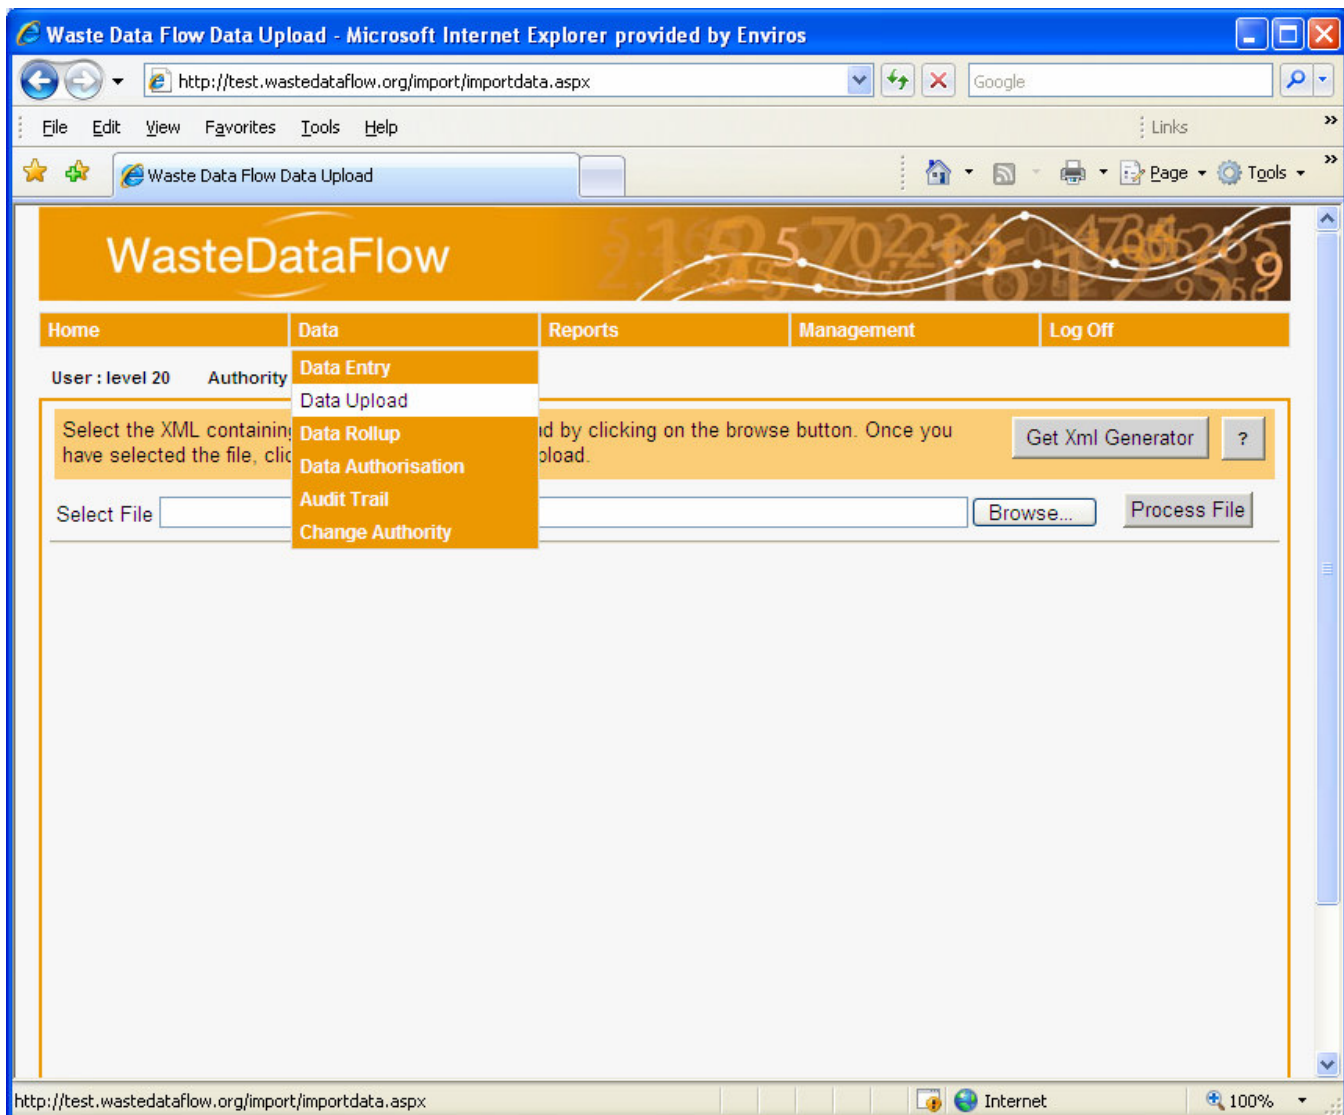 Waste Data Flow Data Upload - Microsoft Internet Explorer provided by Enviros
http://test.wastedataflow.org/import/importdata.aspx
Google
File Edit View Favorites Tools Help
Links
Waste Data Flow Data Upload
Page
Tools
WasteDataFlow
Home Data Reports Management Log Off
User : level 20 Authority
Data Entry
Data Upload
Data Rollup
Data Authorisation
Audit Trail
Change Authority
Select the XML containing d by clicking on the browse button. Once you
have selected the file, clic pload.
Get Xml Generator
?
Select File
Browse...
Process File
http://test.wastedataflow.org/import/importdata.aspx
Internet
100%